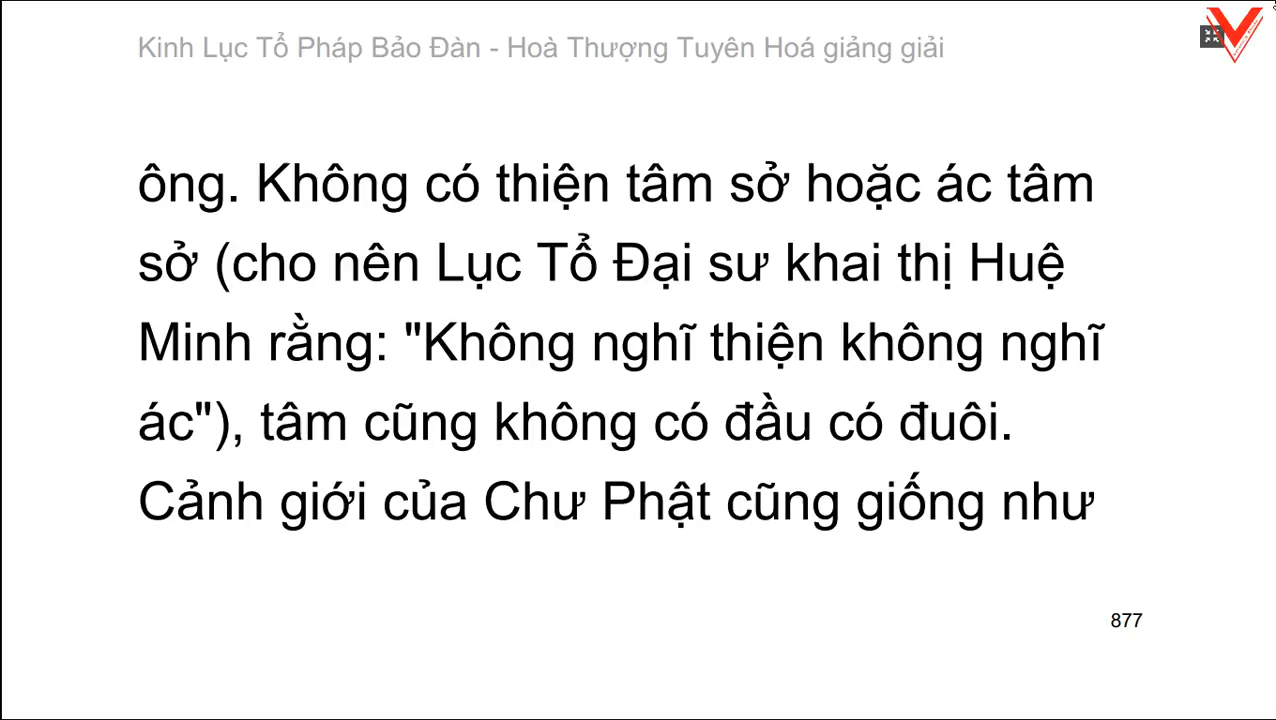 Kinh Lục Tổ Pháp Bảo Đàn - Hoà Thượng Tuyên Hoá giảng giải
ông. Không có thiện tâm sở hoặc ác tâm
sở (cho nên Lục Tổ Đại sư khai thị Huệ
Minh rằng: "Không nghĩ thiện không nghĩ
ác"), tâm cũng không có đầu có đuôi.
Cảnh giới của Chư Phật cũng giống như
877